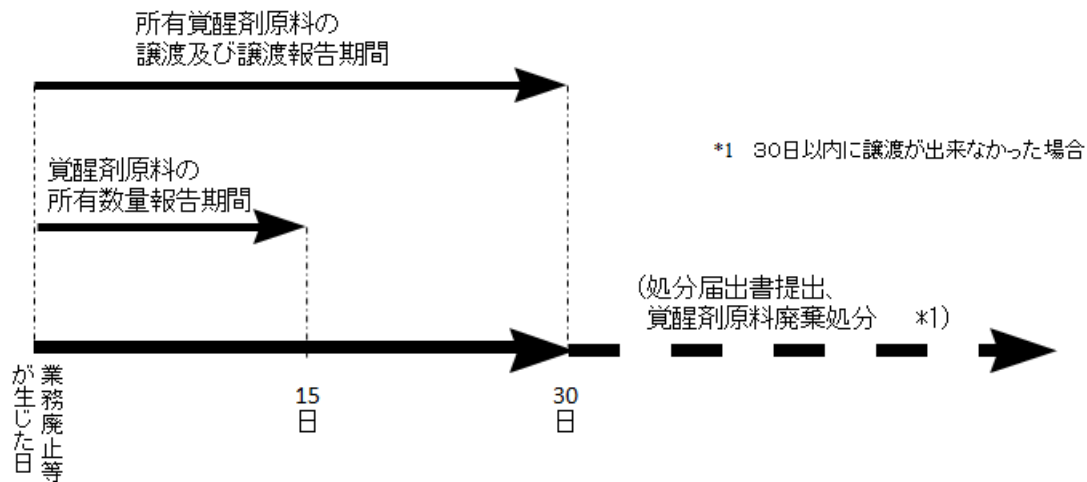 所有覚醒剤原料の
譲渡及び譲渡報告期間
*1 30日以内に譲渡が出来なかった場合
覚醒剤原料の
所有数量報告期間
(処分届出書提出、
覚醒剤原料廃棄処分 *1)
業務廃止等
が生じた日
15
日
30
日